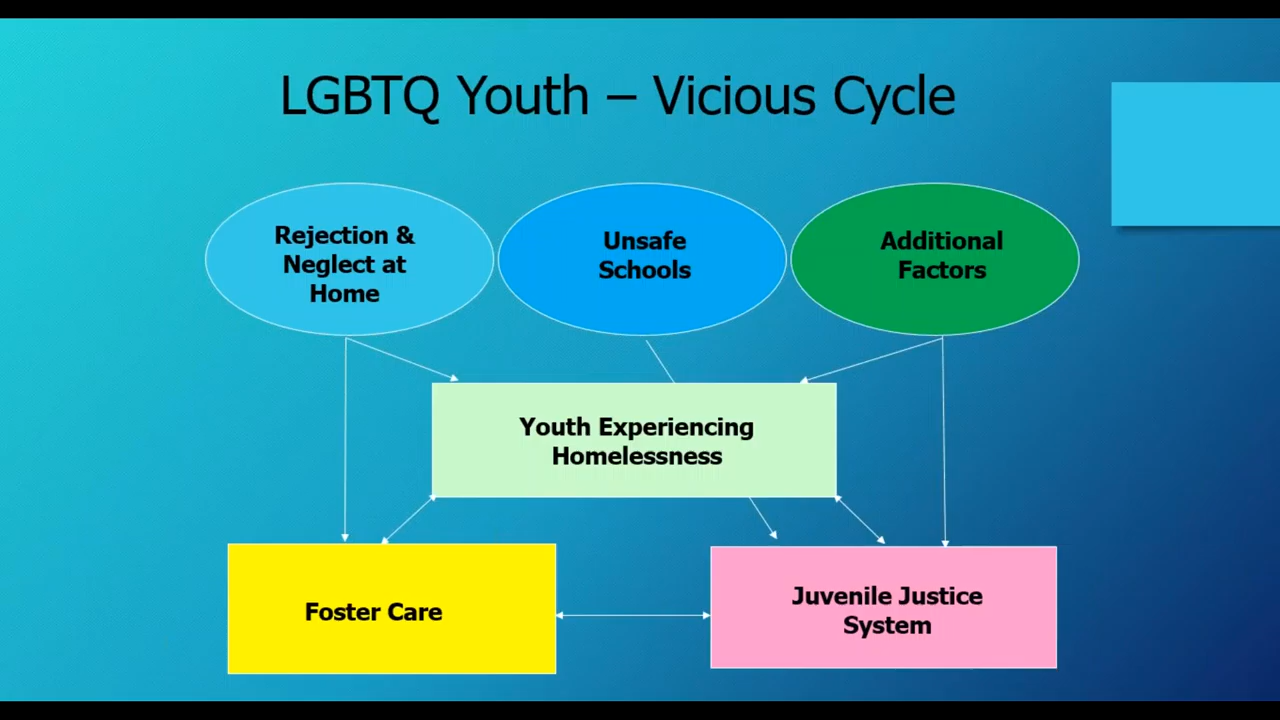 LGBTQ Youth – Vicious Cycle
Rejection &
Neglect at
Home
Unsafe
Schools
Additional
Factors
Youth Experiencing
Homelessness
Foster Care
Juvenile Justice
System